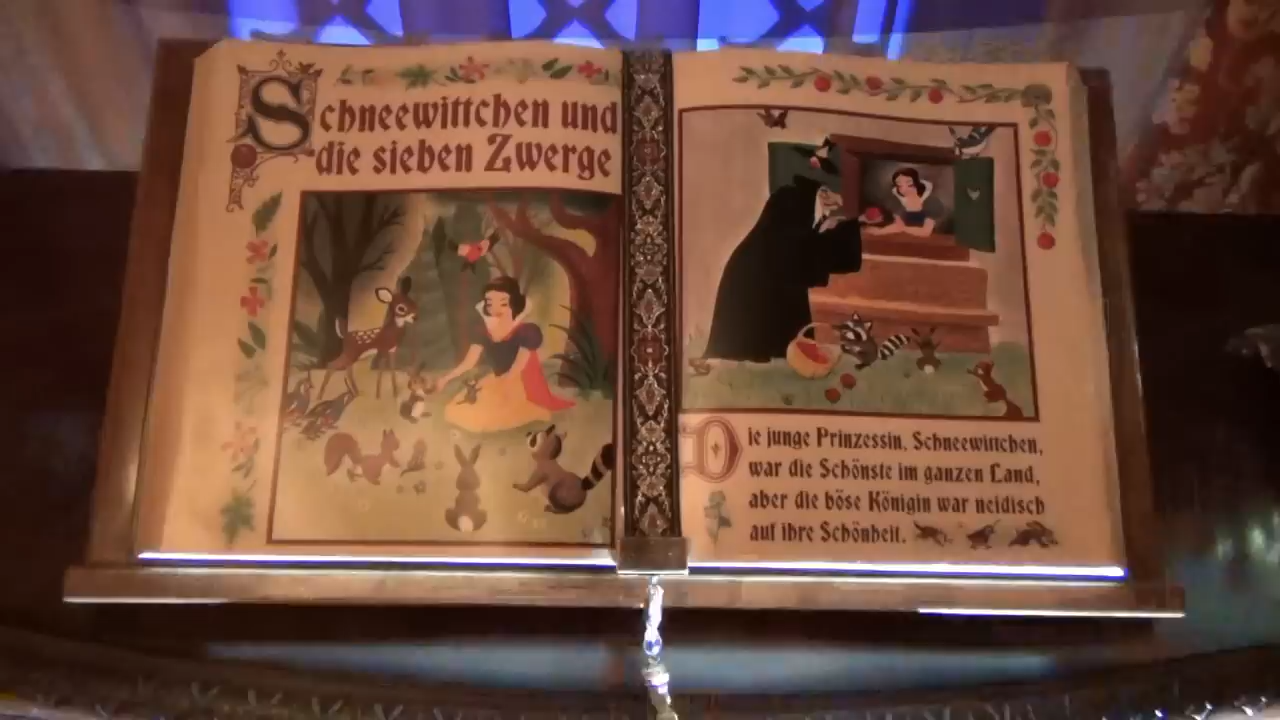 Schneewittchen und
die sieben Zwerge
Die junge Prinzessin, Schneewittchen,
war die Schönste im ganzen Land,
aber die böse Königin war neidisch
auf ihre Schönheit.